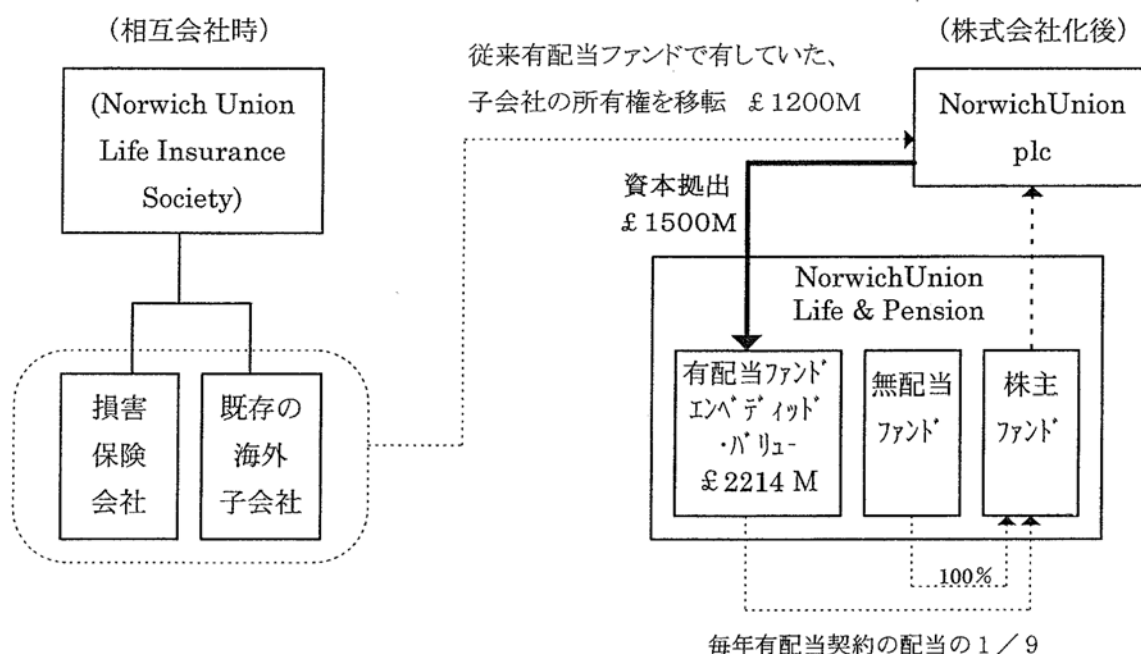 (相互会社時)
(Norwich Union
Life Insurance
Society)
損害
保険
会社
既存の
海外
子会社
従来有配当ファンドで有していた、
子会社の所有権を移転 £1200M
(株式会社化後)
NorwichUnion
plc
資本拠出
£1500M
NorwichUnion
Life & Pension
有配当ファンド
エンベディッド
・バリュー
£2214 M
無配当
ファンド
株主
ファンド
100%
毎年有配当契約の配当の1/9